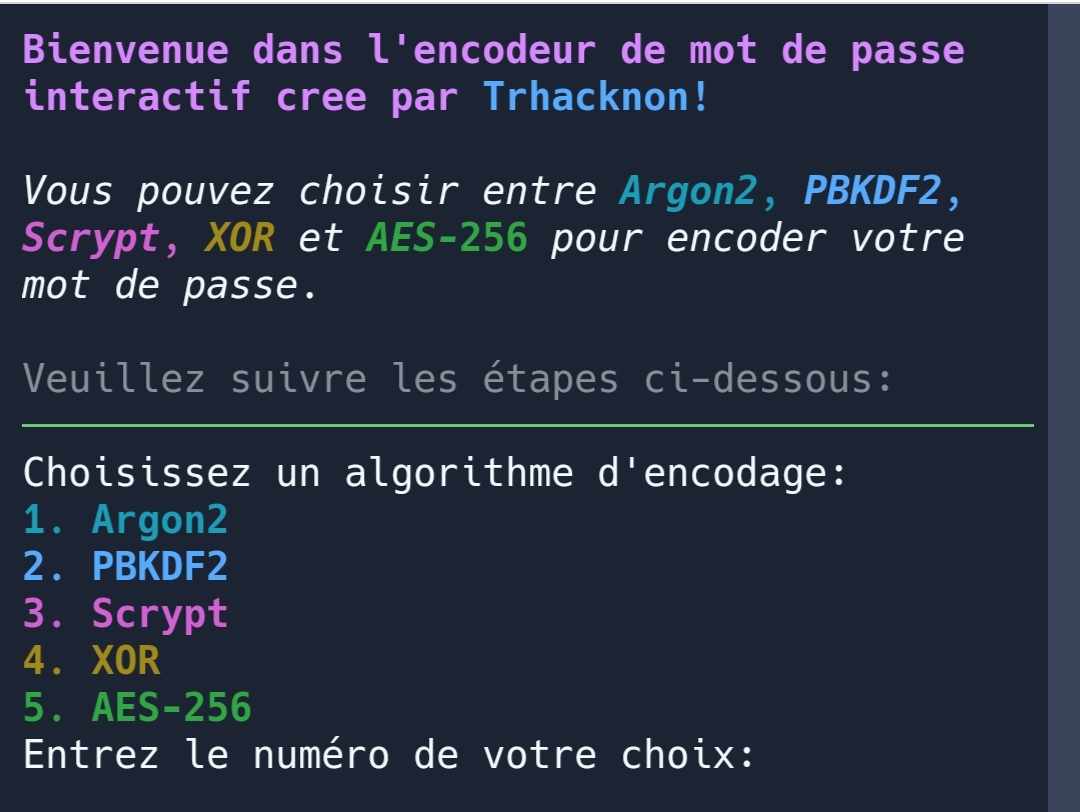 Bienvenue dans l'encodeur de mot de passe
interactif cree par Trhacknon!
Vous pouvez choisir entre Argon2, PBKDF2,
Scrypt, XOR et AES-256 pour encoder votre
mot de passe.
Veuillez suivre les étapes ci-dessous:
Choisissez un algorithme d'encodage:
1. Argon2
2. PBKDF2
3. Scrypt
4. XOR
5. AES-256
Entrez le numéro de votre choix: